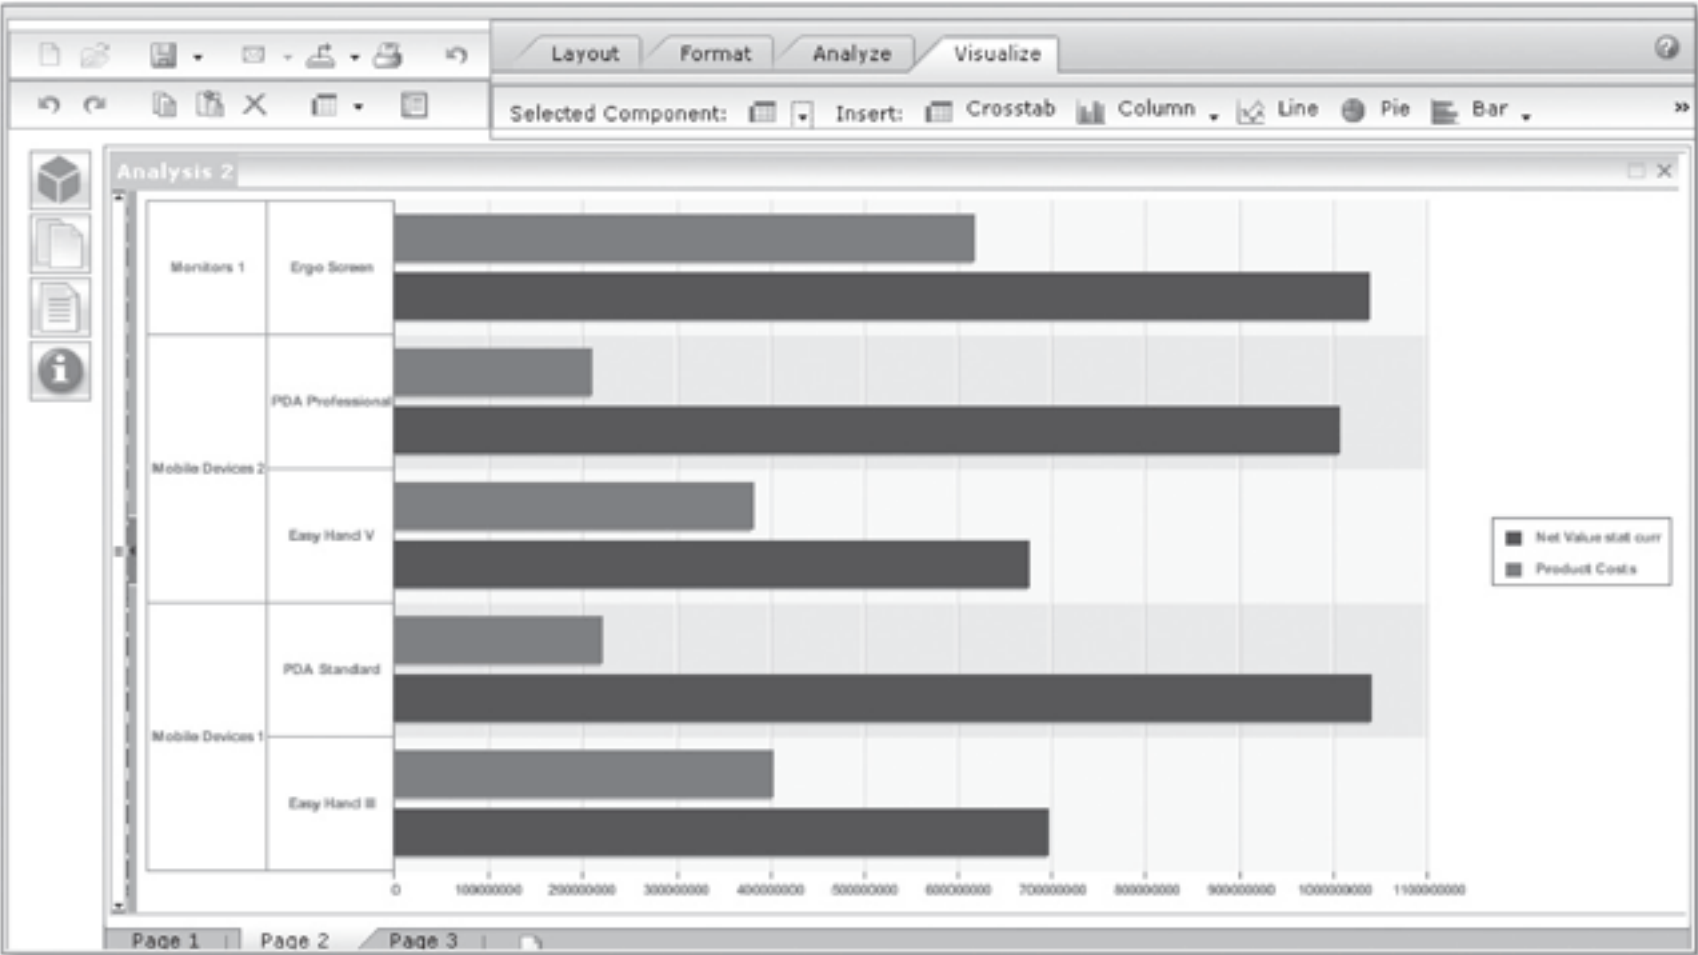 Layout Format Analyze Visualize
Selected Component: Insert: Crosstab Column Line Pie Bar »
Analysis 2
Monitors 1 Ergo Screen
PDA Professional
Mobile Devices 2
Easy Hand V
Net Value stat curr
Product Costs
PDA Standard
Mobile Devices 1
Easy Hand III
0 100000000 200000000 300000000 400000000 500000000 600000000 700000000 800000000 900000000 1000000000 1100000000
Page 1 Page 2 Page 3